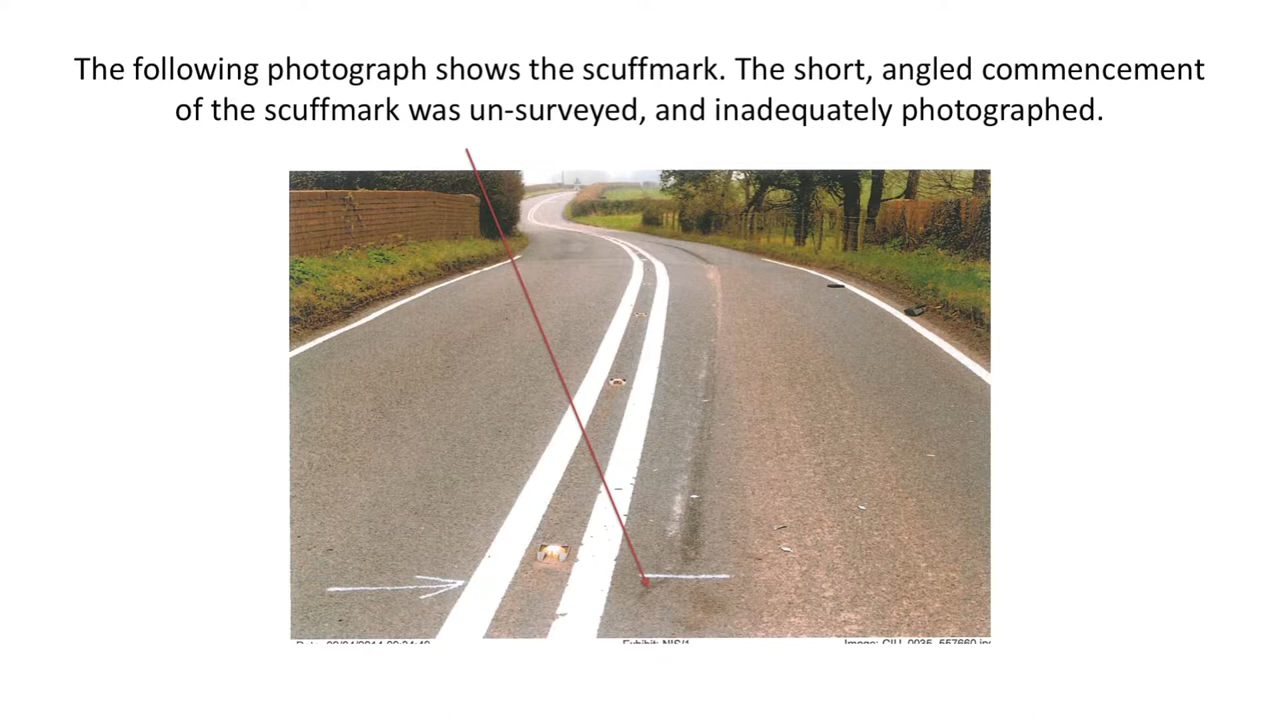 The following photograph shows the scuffmark. The short, angled commencement
of the scuffmark was un-surveyed, and inadequately photographed.